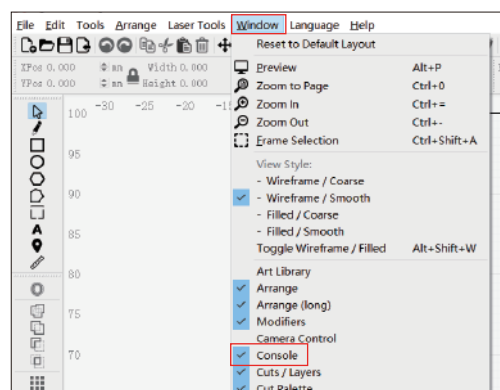 File Edit Tools Arrange Laser Tools Window Language Help
Reset to Default Layout
XPos 0.000 mm Width 0.000
YPos 0.000 mm Height 0.000
Preview Alt+P
Zoom to Page Ctrl+0
Zoom In Ctrl+=
Zoom Out Ctrl+-
Frame Selection Ctrl+Shift+A
View Style:
- Wireframe / Coarse
- Wireframe / Smooth
- Filled / Coarse
- Filled / Smooth
Toggle Wireframe / Filled Alt+Shift+W
Art Library
Arrange
Arrange (long)
Modifiers
Camera Control
Console
Cuts / Layers
Cut Palette
-30 -25 -20
100
95
90
85
80
75
70
A